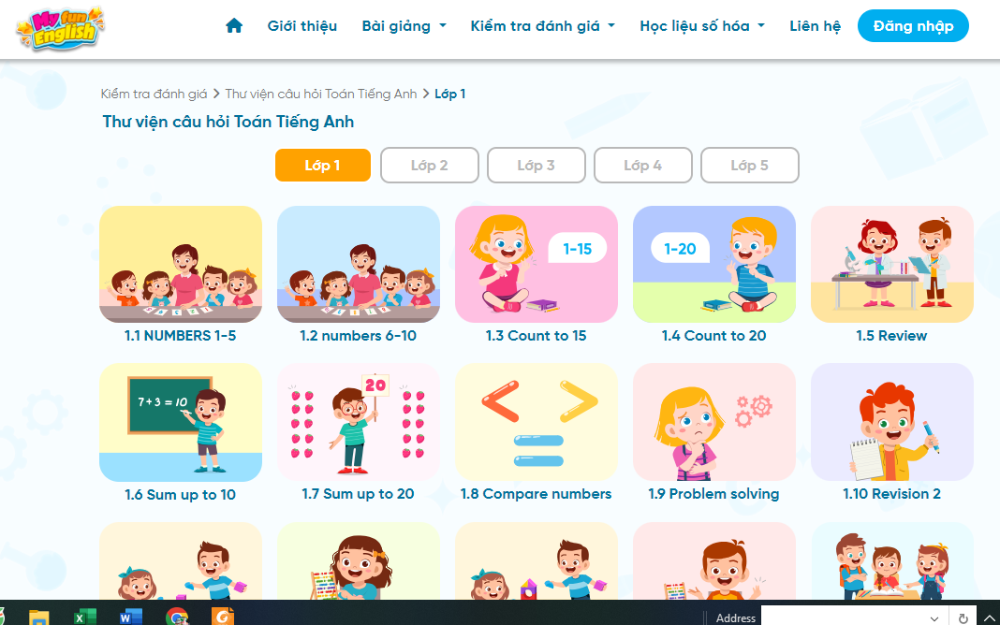 My fun
English
Giới thiệu
Bài giảng
Kiểm tra đánh giá
Học liệu số hóa
Liên hệ
Đăng nhập
Kiểm tra đánh giá > Thư viện câu hỏi Toán Tiếng Anh > Lớp 1
Thư viện câu hỏi Toán Tiếng Anh
Lớp 1
Lớp 2
Lớp 3
Lớp 4
Lớp 5
1-15
1-20
1.1 NUMBERS 1-5
1.2 numbers 6-10
1.3 Count to 15
1.4 Count to 20
1.5 Review
7+3=10
20
1.6 Sum up to 10
1.7 Sum up to 20
1.8 Compare numbers
1.9 Problem solving
1.10 Revision 2
Address